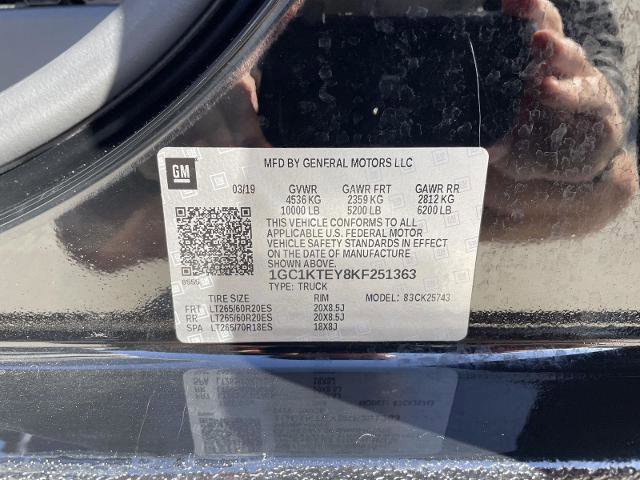 GM
MFD BY GENERAL MOTORS LLC
03/19 GVWR GAWR FRT GAWR RR
4536 KG 2359 KG 2812 KG
10000 LB 5200 LB 6200 LB
THIS VEHICLE CONFORMS TO ALL
APPLICABLE U.S. FEDERAL MOTOR
VEHICLE SAFETY STANDARDS IN EFFECT
ON THE DATE OF MANUFACTURE
SHOWN ABOVE.
1GC1KTEY8KF251363
TYPE: TRUCK
TIRE SIZE RIM MODEL: 83CK25743
FRT LT265/60R20ES 20X8.5J
RR LT265/60R20ES 20X8.5J
SPA LT265/70R18ES 18X8J